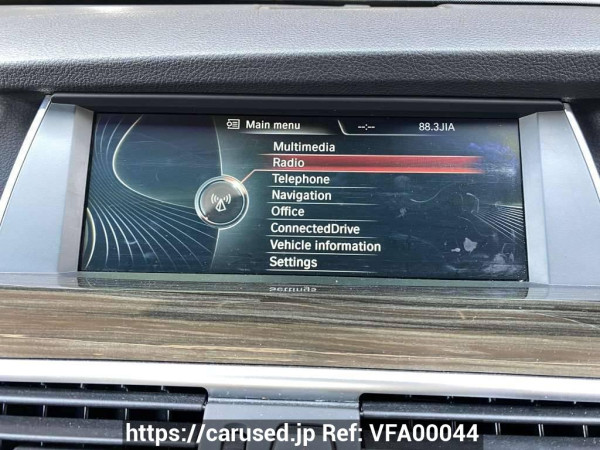 Main menu --:-- 88.3JIA
Multimedia
Radio
Telephone
Navigation
Office
ConnectedDrive
Vehicle information
Settings
https://carused.jp Ref: VFA00044